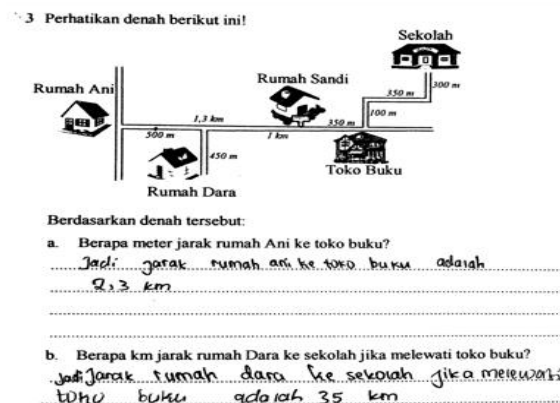 3 Perhatikan denah berikut ini!
Sekolah
Rumah Ani
Rumah Sandi
300 m
350 m
100 m
1,3 km
350 m
500 m
1 km
450 m
Toko Buku
Rumah Dara
Berdasarkan denah tersebut:
a. Berapa meter jarak rumah Ani ke toko buku?
Jadi jarak rumah ani ke toko buku adalah
2,3 km
b. Berapa km jarak rumah Dara ke sekolah jika melewati toko buku?
Jadi Jarak rumah dara ke sekolah Jika melewati
toko buku adalah 35 km